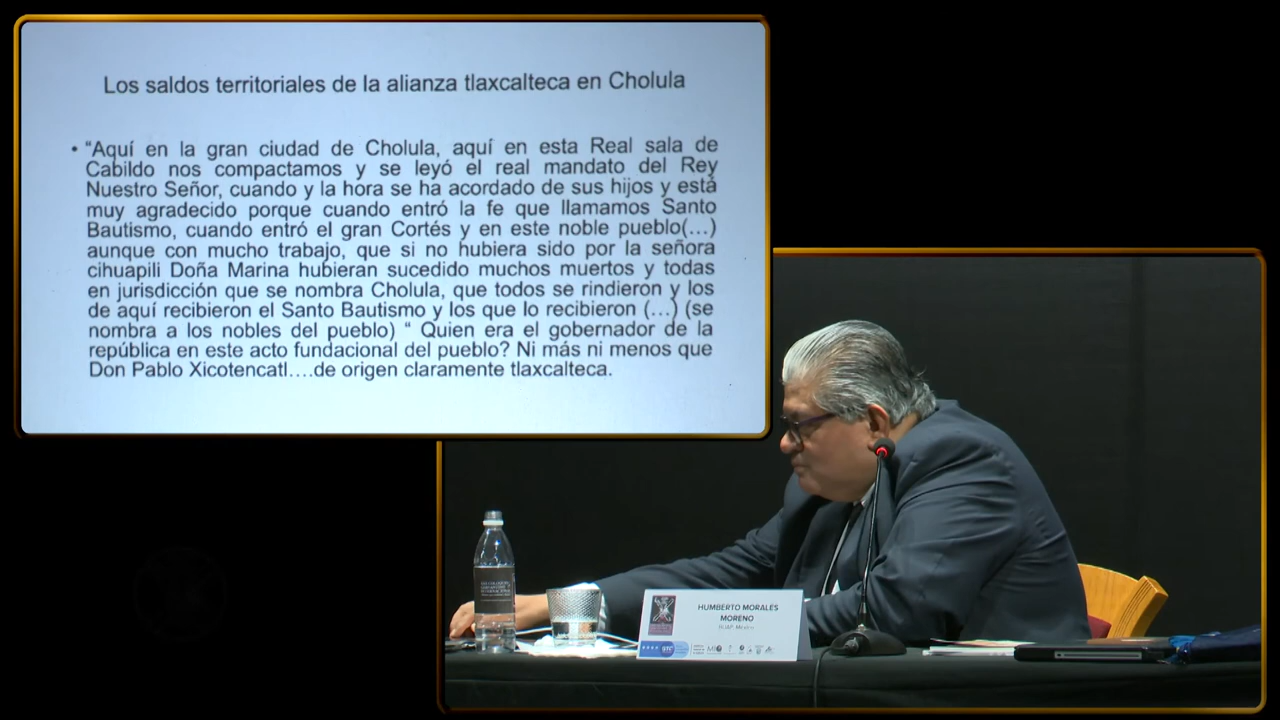 Los saldos territoriales de la alianza tlaxcalteca en Cholula
• “Aquí en la gran ciudad de Cholula, aquí en esta Real sala de
Cabildo nos compactamos y se leyó el real mandato del Rey
Nuestro Señor, cuando y la hora se ha acordado de sus hijos y está
muy agradecido porque cuando entró la fe que llamamos Santo
Bautismo, cuando entró el gran Cortés y en este noble pueblo(...)
aunque con mucho trabajo, que si no hubiera sido por la señora
cihuapili Doña Marina hubieran sucedido muchos muertos y todas
en jurisdicción que se nombra Cholula, que todos se rindieron y los
de aquí recibieron el Santo Bautismo y los que lo recibieron (...) (se
nombra a los nobles del pueblo) “ Quien era el gobernador de la
república en este acto fundacional del pueblo? Ni más ni menos que
Don Pablo Xicotencatl....de origen claramente tlaxcalteca.
HUMBERTO MORALES
MORENO
BUAP, México